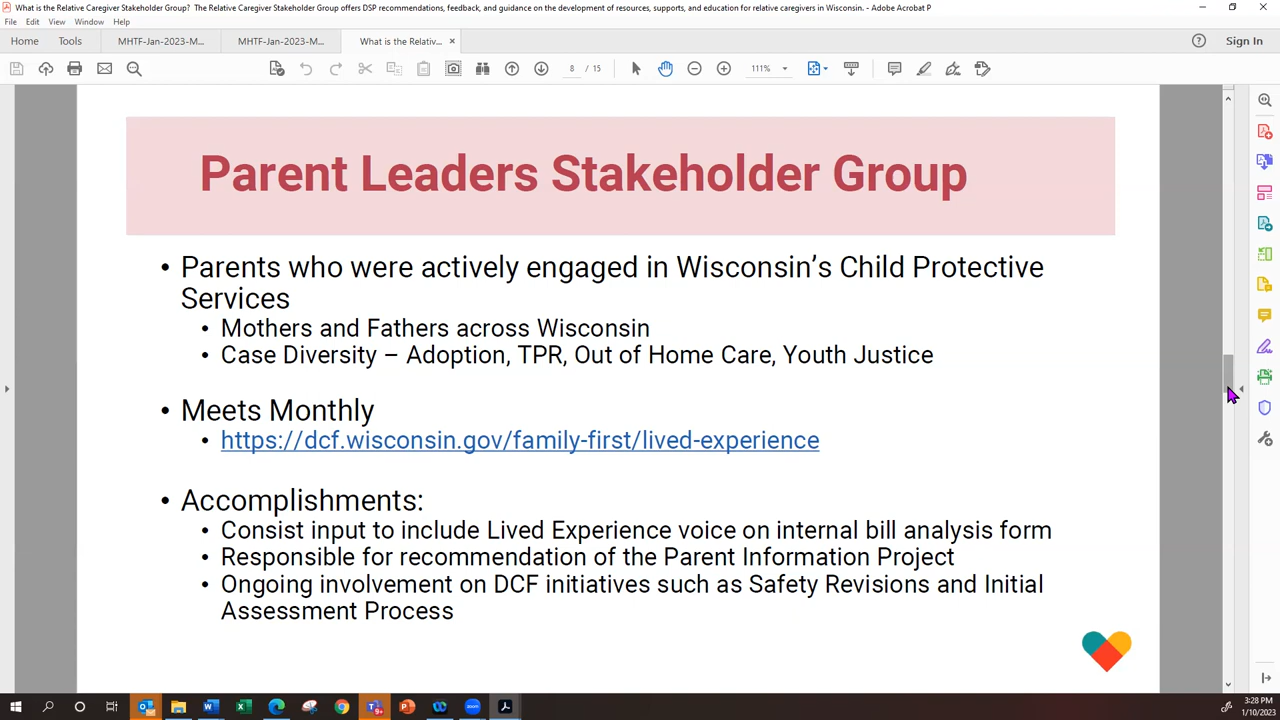 What is the Relative Caregiver Stakeholder Group?  The Relative Caregiver Stakeholder Group offers DSP recommendations, feedback, and guidance on the development of resources, supports, and education for relative caregivers in Wisconsin. - Adobe Acrobat P
File Edit View Window Help
Home Tools MHTF-Jan-2023-M... MHTF-Jan-2023-M... What is the Relativ... × Sign In
8 / 15 111%
Parent Leaders Stakeholder Group
• Parents who were actively engaged in Wisconsin’s Child Protective
Services
• Mothers and Fathers across Wisconsin
• Case Diversity – Adoption, TPR, Out of Home Care, Youth Justice
• Meets Monthly
• https://dcf.wisconsin.gov/family-first/lived-experience
• Accomplishments:
• Consist input to include Lived Experience voice on internal bill analysis form
• Responsible for recommendation of the Parent Information Project
• Ongoing involvement on DCF initiatives such as Safety Revisions and Initial
Assessment Process
3:28 PM
1/10/2023